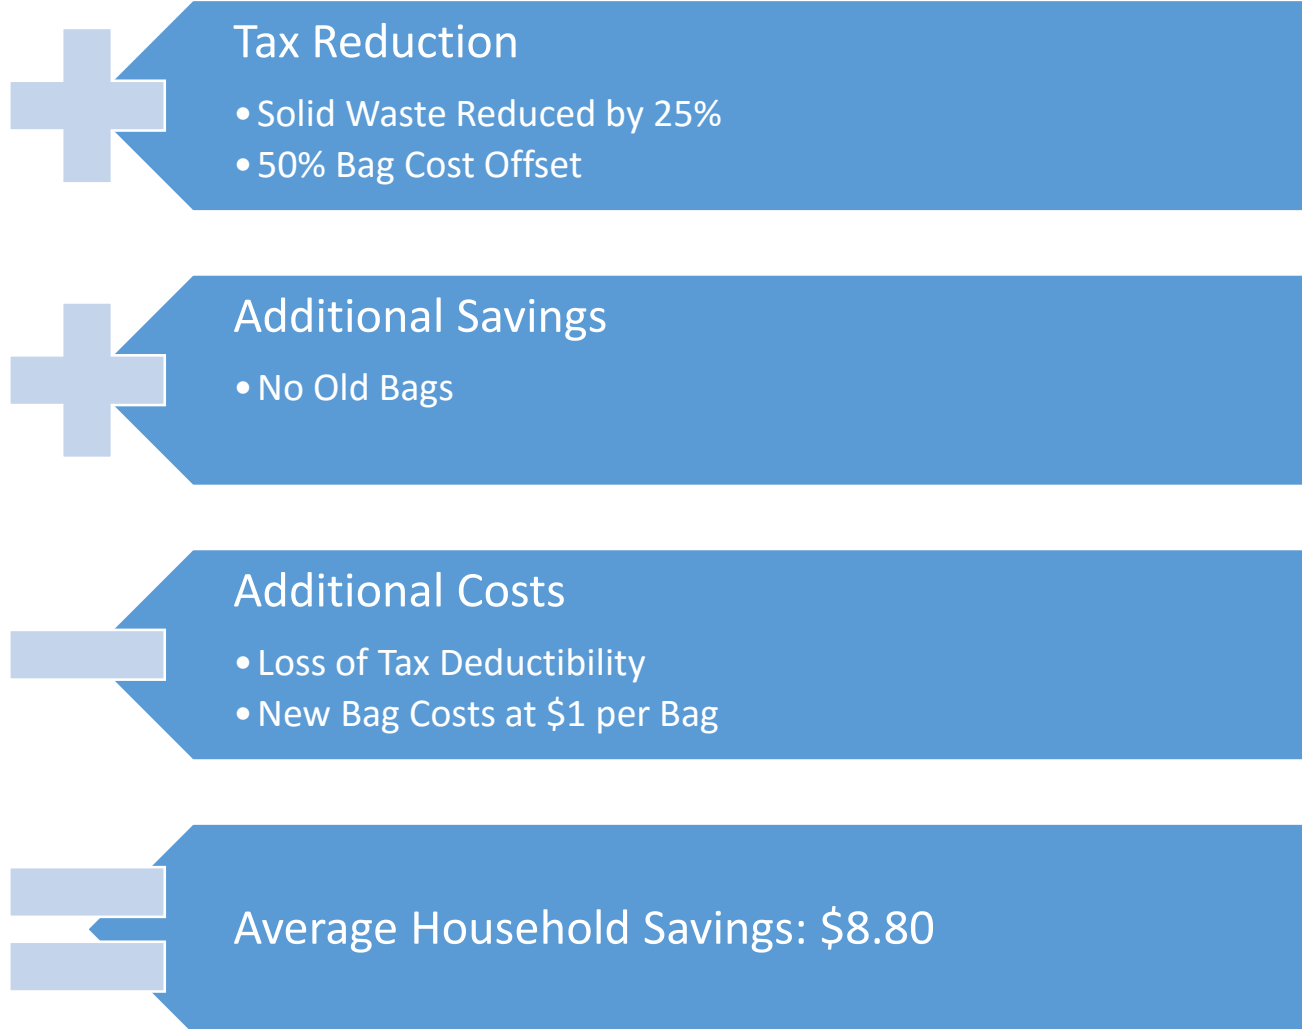 Tax Reduction
•Solid Waste Reduced by 25%
•50% Bag Cost Offset
Additional Savings
•No Old Bags
Additional Costs
•Loss of Tax Deductibility
•New Bag Costs at $1 per Bag
Average Household Savings: $8.80